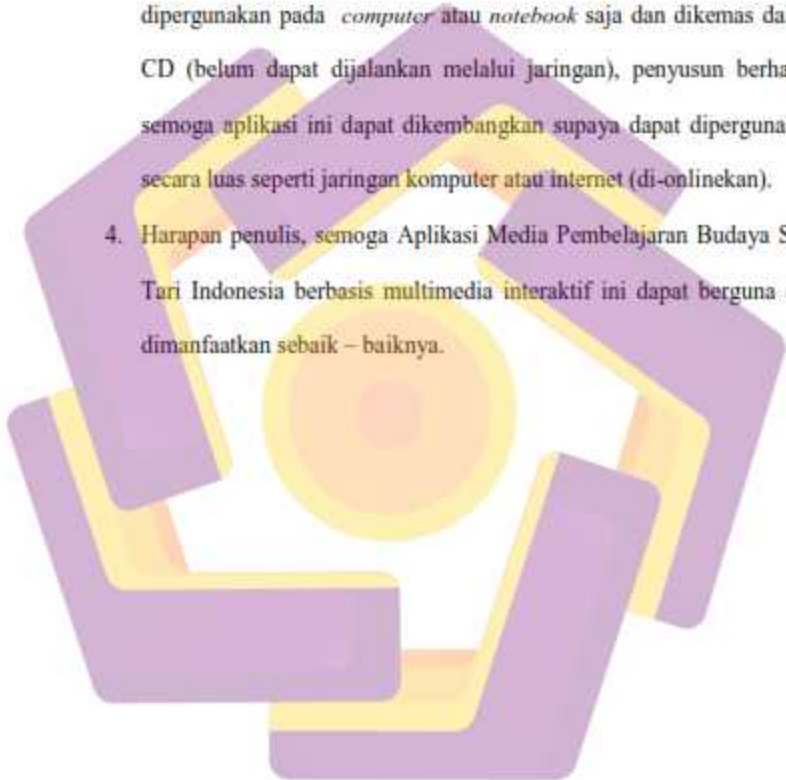 dipergunakan pada computer atau notebook saja dan dikemas da
CD (belum dapat dijalankan melalui jaringan), penyusun berha
semoga aplikasi ini dapat dikembangkan supaya dapat diperguna
secara luas seperti jaringan komputer atau internet (di-onlinekan).
4. Harapan penulis, semoga Aplikasi Media Pembelajaran Budaya S
Tari Indonesia berbasis multimedia interaktif ini dapat berguna
dimanfaatkan sebaik – baiknya.